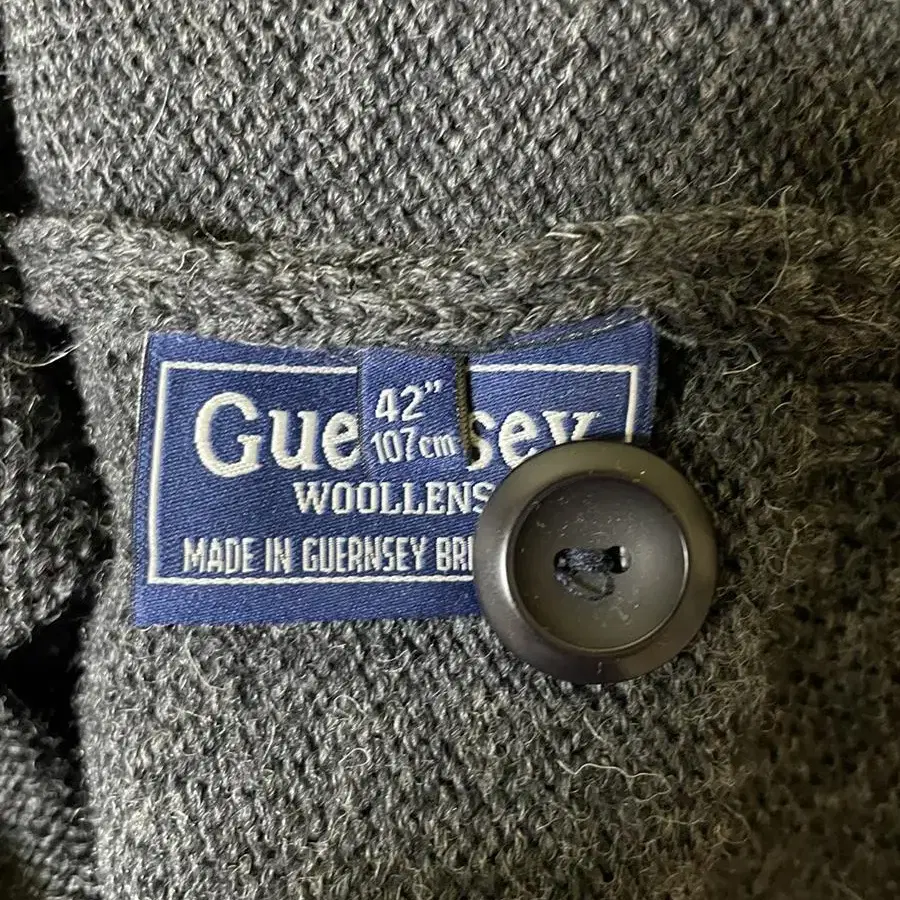 Gue sey
42"
107cm
WOOLLENS
MADE IN GUERNSEY BRI